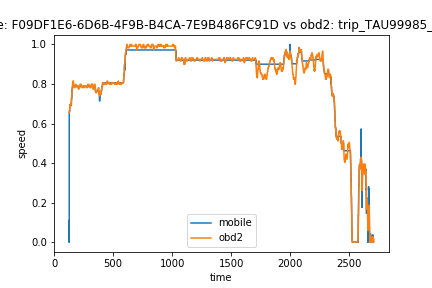 e: F09DF1E6-6D6B-4F9B-B4CA-7E9B486FC91D vs obd2: trip_TAU99985_
1.0
0.8
0.6
0.4
0.2
0.0
speed
0 500 1000 1500 2000 2500
time
mobile
obd2